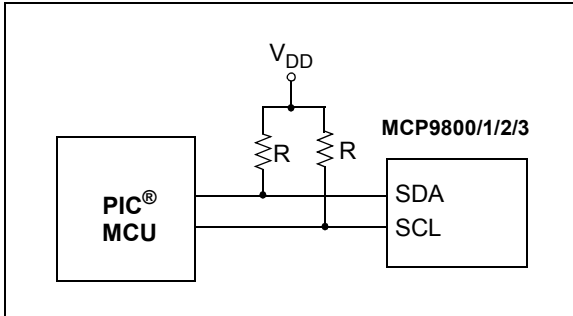 VDD
MCP9800/1/2/3
R
R
PIC®
MCU
SDA
SCL